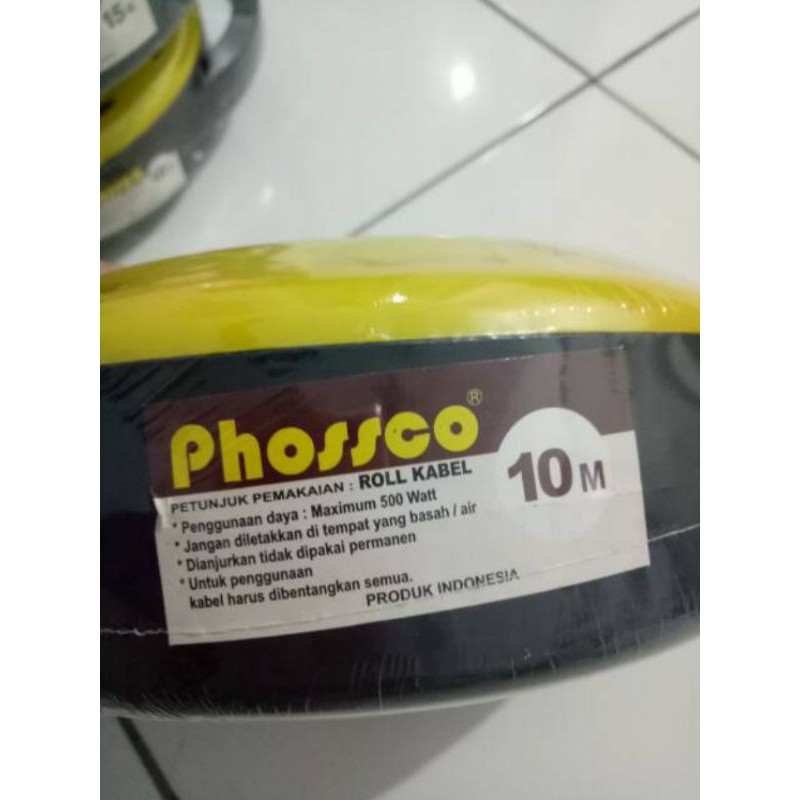 15 M
Phossco®
10 M
PETUNJUK PEMAKAIAN : ROLL KABEL
* Penggunaan daya : Maximum 500 Watt
* Jangan diletakkan di tempat yang basah / air
* Dianjurkan tidak dipakai permanen
* Untuk penggunaan
kabel harus dibentangkan semua.
PRODUK INDONESIA